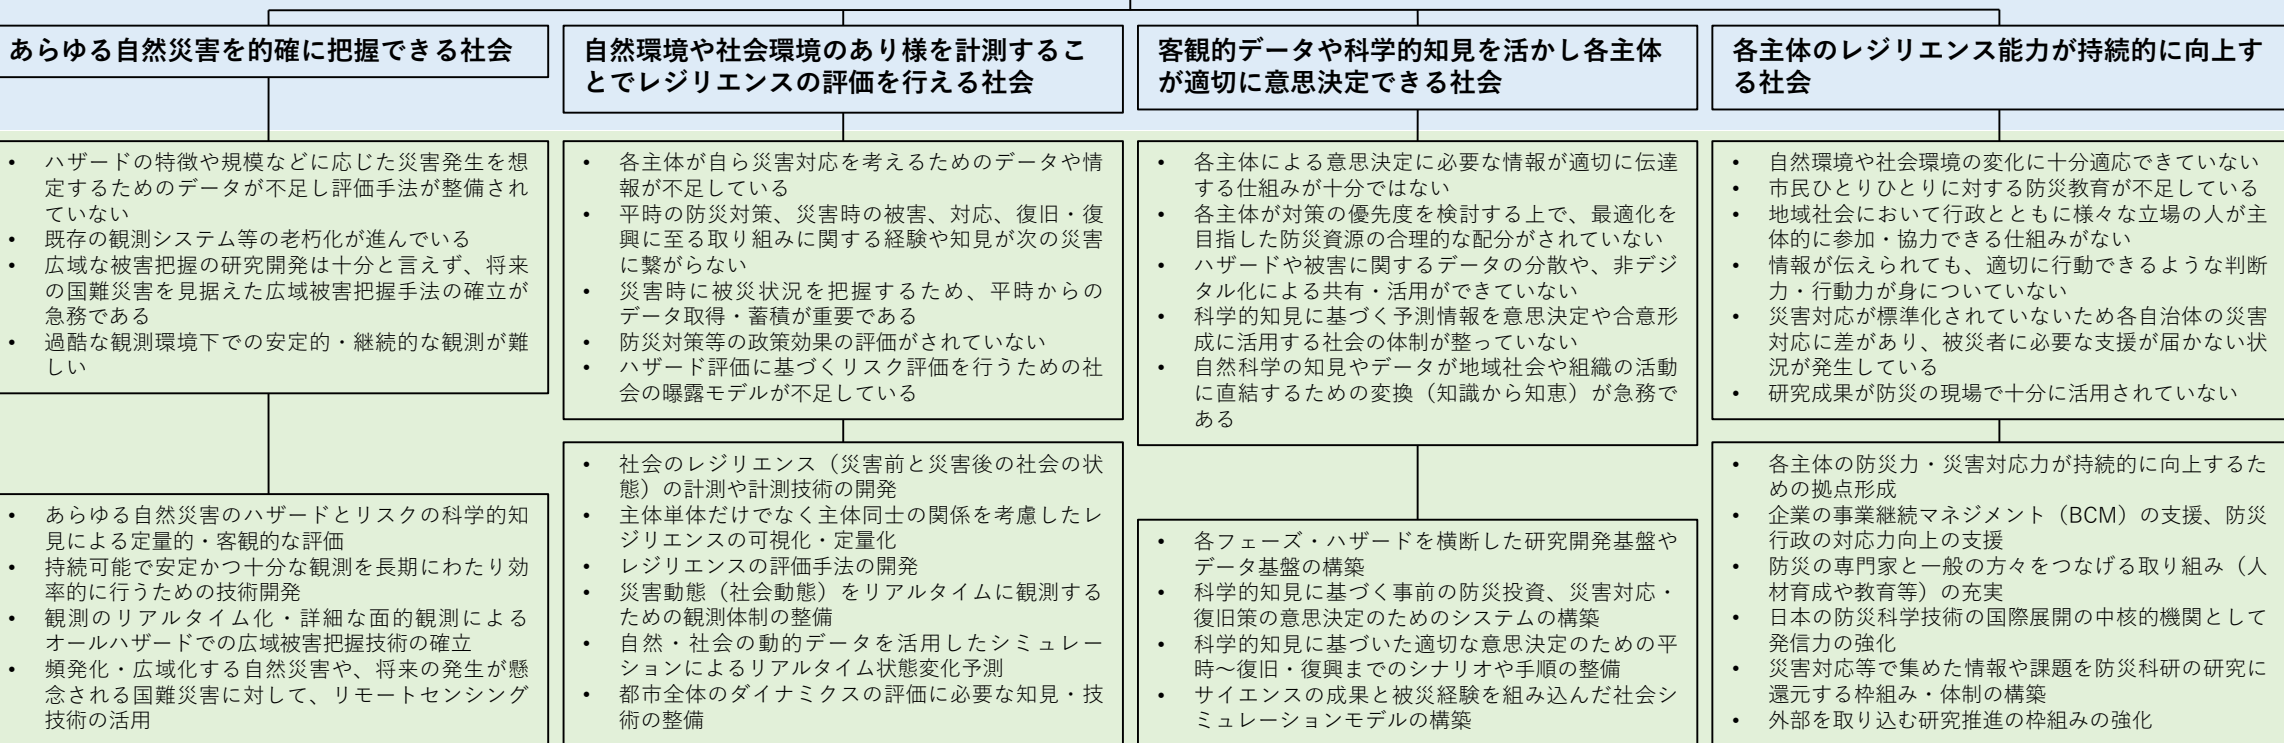 あらゆる自然災害を的確に把握できる社会
自然環境や社会環境のあり様を計測するこ
とでレジリエンスの評価を行える社会
客観的データや科学的知見を活かし各主体
が適切に意思決定できる社会
各主体のレジリエンス能力が持続的に向上す
る社会
• ハザードの特徴や規模などに応じた災害発生を想
定するためのデータが不足し評価手法が整備され
ていない
• 既存の観測システム等の老朽化が進んでいる
• 広域な被害把握の研究開発は十分と言えず、将来
の国難災害を見据えた広域被害把握手法の確立が
急務である
• 過酷な観測環境下での安定的・継続的な観測が難
しい
• 各主体が自ら災害対応を考えるためのデータや情
報が不足している
• 平時の防災対策、災害時の被害、対応、復旧・復
興に至る取り組みに関する経験や知見が次の災害
に繋がらない
• 災害時に被災状況を把握するため、平時からの
データ取得・蓄積が重要である
• 防災対策等の政策効果の評価がされていない
• ハザード評価に基づくリスク評価を行うための社
会の曝露モデルが不足している
• 各主体による意思決定に必要な情報が適切に伝達
する仕組みが十分ではない
• 各主体が対策の優先度を検討する上で、最適化を
目指した防災資源の合理的な配分がされていない
• ハザードや被害に関するデータの分散や、非デジ
タル化による共有・活用ができていない
• 科学的知見に基づく予測情報を意思決定や合意形
成に活用する社会の体制が整っていない
• 自然科学の知見やデータが地域社会や組織の活動
に直結するための変換（知識から知恵）が急務で
ある
• 自然環境や社会環境の変化に十分適応できていない
• 市民ひとりひとりに対する防災教育が不足している
• 地域社会において行政とともに様々な立場の人が主
体的に参加・協力できる仕組みがない
• 情報が伝えられても、適切に行動できるような判断
力・行動力が身についていない
• 災害対応が標準化されていないため各自治体の災害
対応に差があり、被災者に必要な支援が届かない状
況が発生している
• 研究成果が防災の現場で十分に活用されていない
• あらゆる自然災害のハザードとリスクの科学的知
見による定量的・客観的な評価
• 持続可能で安定かつ十分な観測を長期にわたり効
率的に行うための技術開発
• 観測のリアルタイム化・詳細な面的観測による
オールハザードでの広域被害把握技術の確立
• 頻発化・広域化する自然災害や、将来の発生が懸
念される国難災害に対して、リモートセンシング
技術の活用
• 社会のレジリエンス（災害前と災害後の社会の状
態）の計測や計測技術の開発
• 主体単体だけでなく主体同士の関係を考慮したレ
ジリエンスの可視化・定量化
• レジリエンスの評価手法の開発
• 災害動態（社会動態）をリアルタイムに観測する
ための観測体制の整備
• 自然・社会の動的データを活用したシミュレー
ションによるリアルタイム状態変化予測
• 都市全体のダイナミクスの評価に必要な知見・技
術の整備
• 各フェーズ・ハザードを横断した研究開発基盤や
データ基盤の構築
• 科学的知見に基づく事前の防災投資、災害対応・
復旧策の意思決定のためのシステムの構築
• 科学的知見に基づいた適切な意思決定のための平
時～復旧・復興までのシナリオや手順の整備
• サイエンスの成果と被災経験を組み込んだ社会シ
ミュレーションモデルの構築
• 各主体の防災力・災害対応力が持続的に向上するた
めの拠点形成
• 企業の事業継続マネジメント（BCM）の支援、防災
行政の対応力向上の支援
• 防災の専門家と一般の方々をつなげる取り組み（人
材育成や教育等）の充実
• 日本の防災科学技術の国際展開の中核的機関として
発信力の強化
• 災害対応等で集めた情報や課題を防災科研の研究に
還元する枠組み・体制の構築
• 外部を取り込む研究推進の枠組みの強化